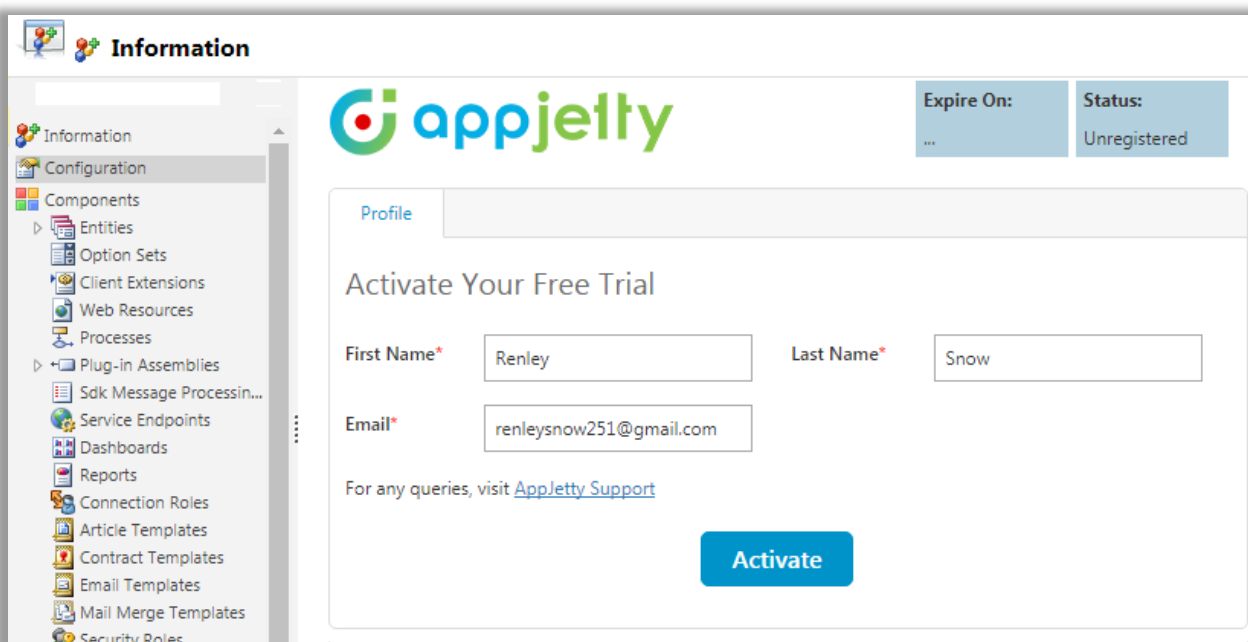 Information
Information
Configuration
Components
Entities
Option Sets
Client Extensions
Web Resources
Processes
Plug-in Assemblies
Sdk Message Processin...
Service Endpoints
Dashboards
Reports
Connection Roles
Article Templates
Contract Templates
Email Templates
Mail Merge Templates
Security Roles
appjetty
Expire On:
...
Status:
Unregistered
Profile
Activate Your Free Trial
First Name* Renley Last Name* Snow
Email* renleysnow251@gmail.com
For any queries, visit AppJetty Support
Activate